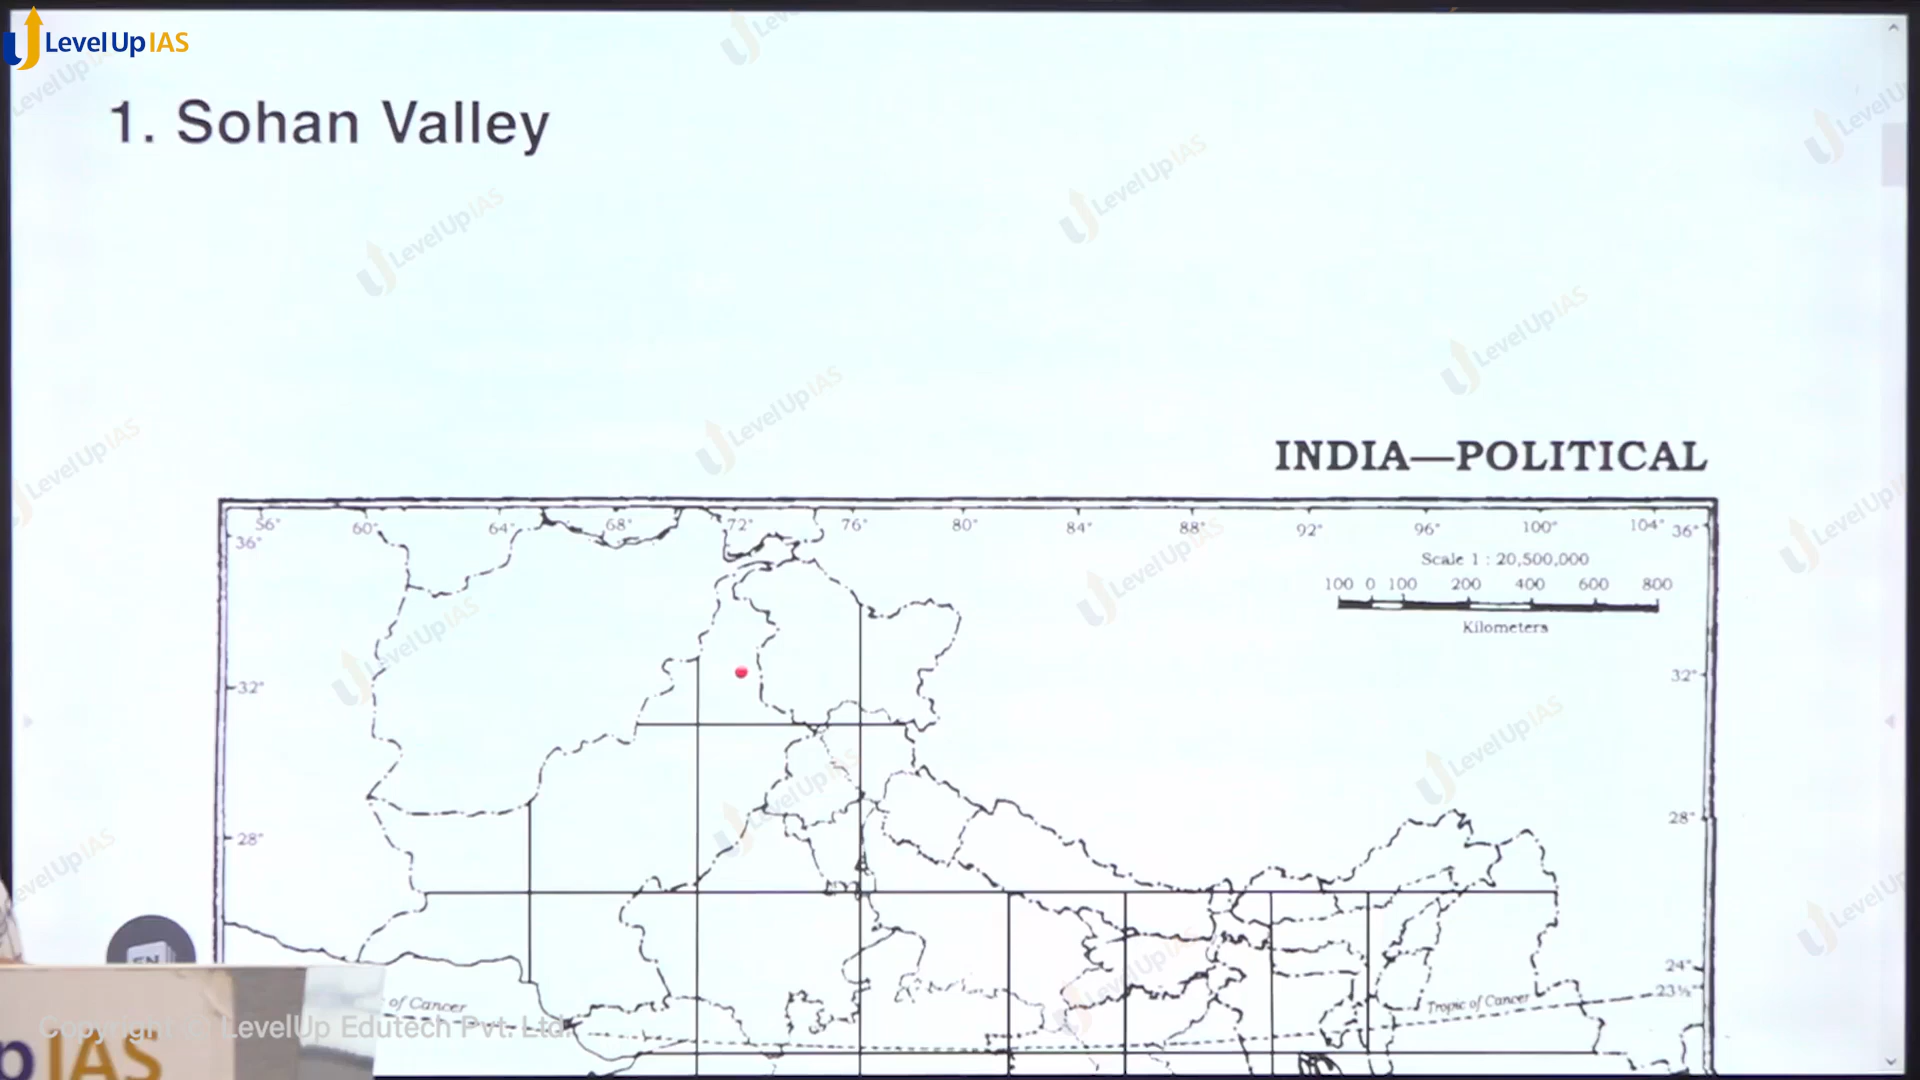 LevelUp IAS
1. Sohan Valley
INDIA—POLITICAL
56° 60° 64° 68° 72° 76° 80° 84° 88° 92° 96° 100° 104° 36°
36°
Scale 1 : 20,500,000
100 0 100 200 400 600 800
Kilometers
32° 32°
28° 28°
24°
23½°
of Cancer
Tropic of Cancer
Copyright © LevelUp Edutech Pvt. Ltd.
EN
p IAS